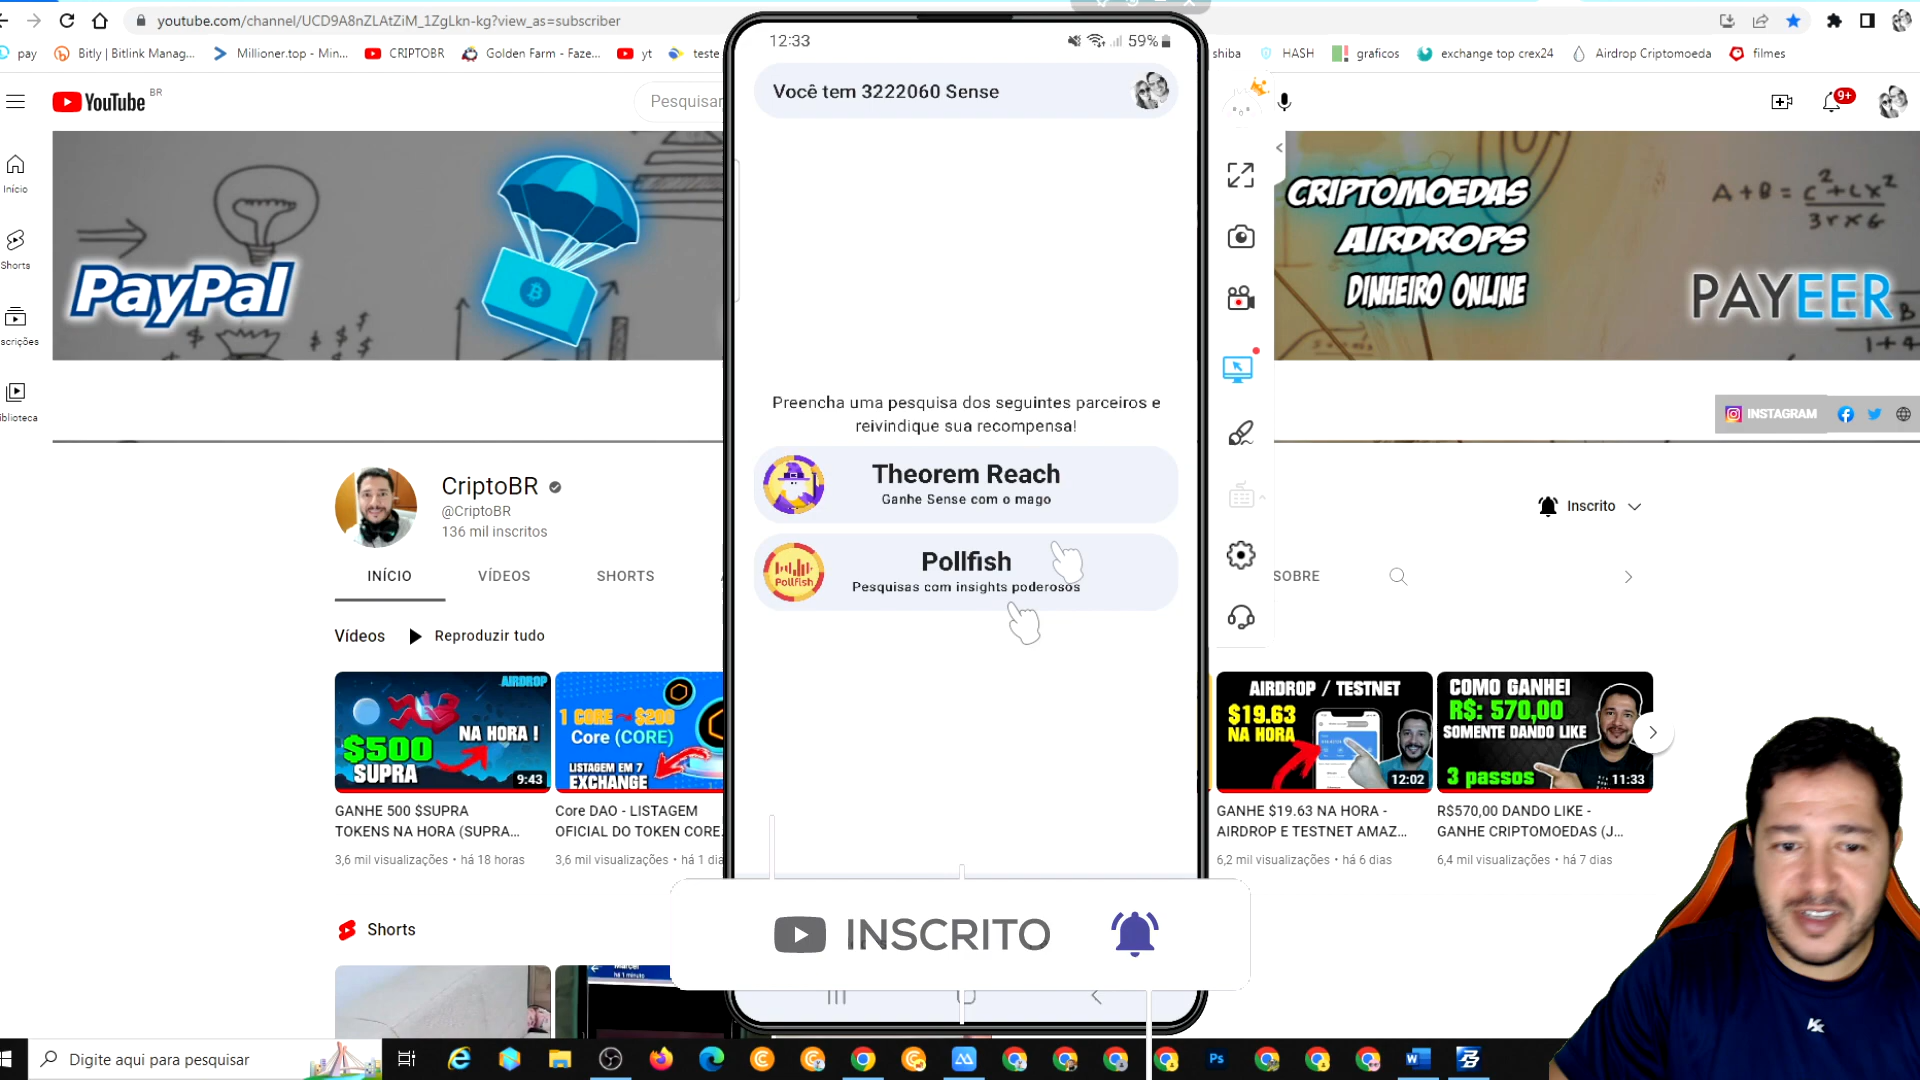 youtube.com/channel/UCD9A8nZLAtZiM_1ZgLkn-kg?view_as=subscriber
pay
Bitly | Bitlink Manag...
Millioner.top - Min...
CRIPTOBR
Golden Farm - Faze...
yt
teste
shiba
HASH
graficos
exchange top crex24
Airdrop Criptomoeda
filmes
YouTube
BR
Pesquisar
9+
12:33
59%
Você tem 3222060 Sense
Início
Shorts
scrições
blioteca
PayPal
CRIPTOMOEDAS
AIRDROPS
DINHEIRO ONLINE
PAYEER
INSTAGRAM
Preencha uma pesquisa dos seguintes parceiros e
reivindique sua recompensa!
Theorem Reach
Ganhe Sense com o mago
Pollfish
Pollfish
Pesquisas com insights poderosos
CriptoBR
@CriptoBR
136 mil inscritos
Inscrito
INÍCIO
VÍDEOS
SHORTS
SOBRE
Vídeos
Reproduzir tudo
AIRDROP
$500
SUPRA
NA HORA !
9:43
1 CORE
$200
Core (CORE)
LISTAGEM EM 7
EXCHANGE
AIRDROP / TESTNET
$19.63
NA HORA
12:02
COMO GANHEI
R$: 570,00
SOMENTE DANDO LIKE
3 passos
11:33
GANHE 500 $SUPRA
TOKENS NA HORA (SUPRA...
3,6 mil visualizações • há 18 horas
Core DAO - LISTAGEM
OFICIAL DO TOKEN CORE.
3,6 mil visualizações • há 1 dia
GANHE $19.63 NA HORA -
AIRDROP E TESTNET AMAZ...
6,2 mil visualizações • há 6 dias
R$570,00 DANDO LIKE -
GANHE CRIPTOMOEDAS (J...
6,4 mil visualizações • há 7 dias
INSCRITO
Shorts
há 1 minuto
Digite aqui para pesquisar
Ps